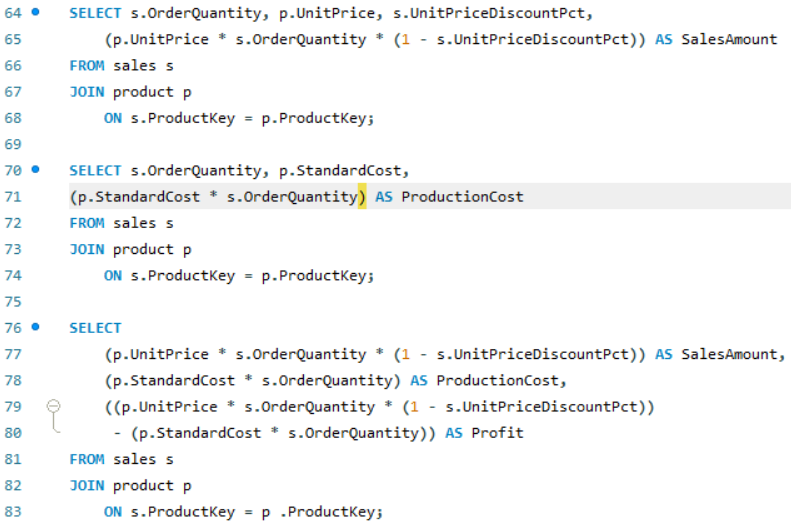 64 SELECT s.OrderQuantity, p.UnitPrice, s.UnitPriceDiscountPct,
65 (p.UnitPrice * s.OrderQuantity * (1 - s.UnitPriceDiscountPct)) AS SalesAmount
66 FROM sales s
67 JOIN product p
68 ON s.ProductKey = p.ProductKey;
69
70 SELECT s.OrderQuantity, p.StandardCost,
71 (p.StandardCost * s.OrderQuantity) AS ProductionCost
72 FROM sales s
73 JOIN product p
74 ON s.ProductKey = p.ProductKey;
75
76 SELECT
77 (p.UnitPrice * s.OrderQuantity * (1 - s.UnitPriceDiscountPct)) AS SalesAmount,
78 (p.StandardCost * s.OrderQuantity) AS ProductionCost,
79 ((p.UnitPrice * s.OrderQuantity * (1 - s.UnitPriceDiscountPct))
80 - (p.StandardCost * s.OrderQuantity)) AS Profit
81 FROM sales s
82 JOIN product p
83 ON s.ProductKey = p .ProductKey;